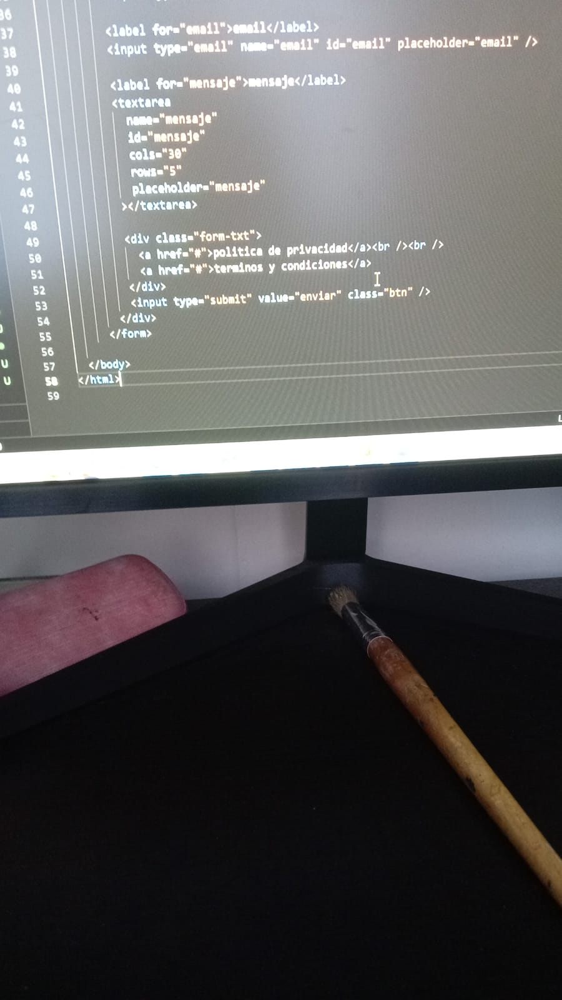 36
37 <label for="email">email</label>
38 <input type="email" name="email" id="email" placeholder="email" />
39
40 <label for="mensaje">mensaje</label>
41 <textarea
42 name="mensaje"
43 id="mensaje"
44 cols="30"
45 rows="5"
46 placeholder="mensaje"
47 ></textarea>
48
49 <div class="form-txt">
50 <a href="#">politica de privacidad</a><br /><br />
51 <a href="#">terminos y condiciones</a>
52 </div>
53 <input type="submit" value="enviar" class="btn" />
54 </div>
55 </form>
56
57 </body>
58 </html>
59
U
U